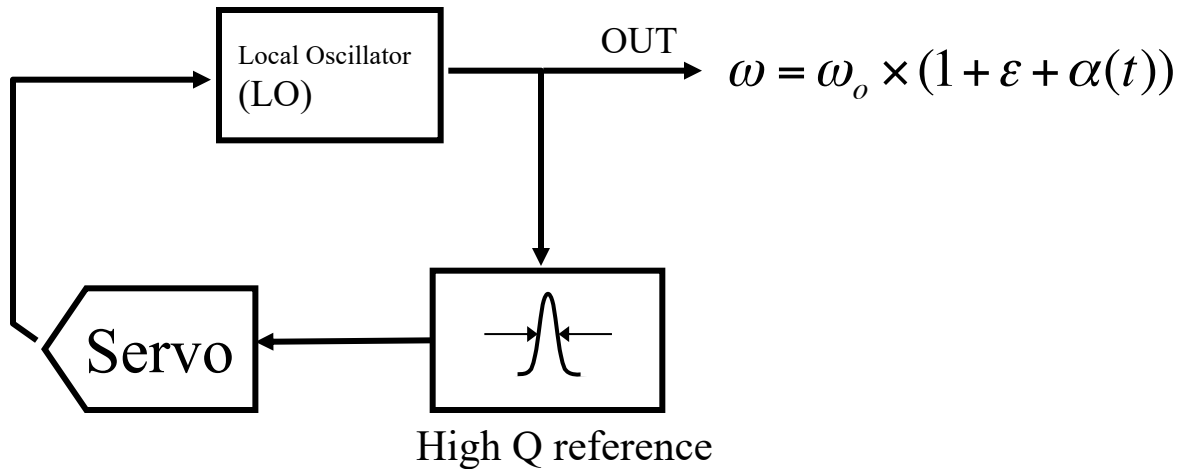 Local Oscillator
(LO)
OUT
ω = ωₒ × (1 + ε + α(t))
Servo
High Q reference